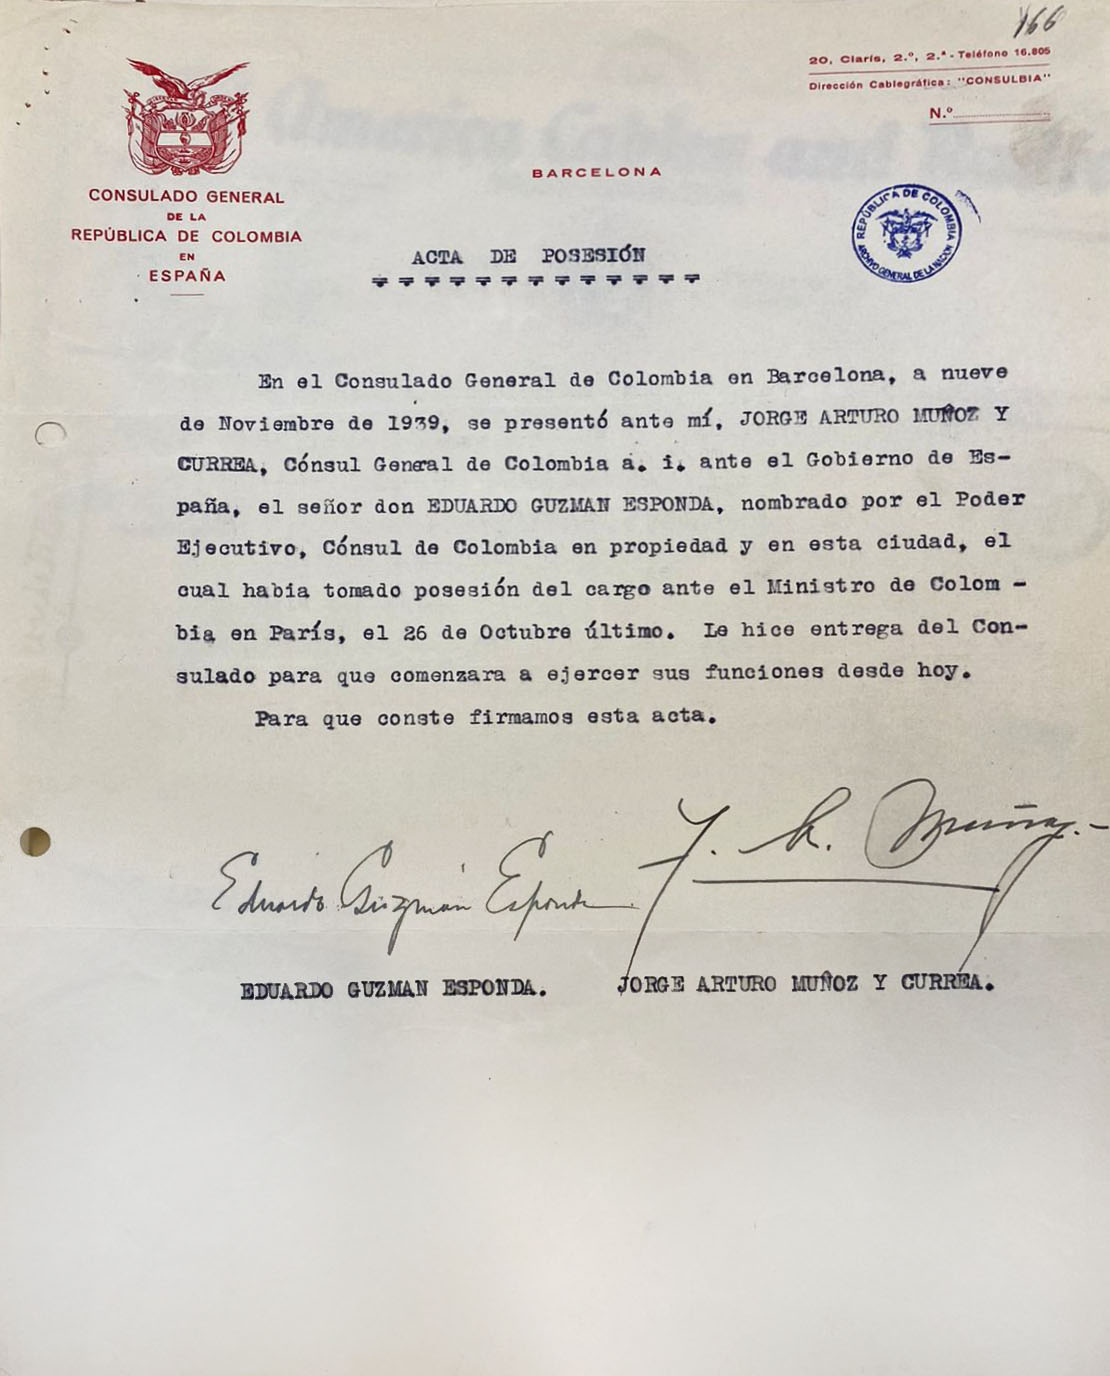 166
20, Claris, 2.º, 2.ª - Teléfono 16.805
Dirección Cablegráfica: "CONSULBIA"
N.º
CONSULADO GENERAL
DE LA
REPÚBLICA DE COLOMBIA
EN
ESPAÑA
BARCELONA
REPÚBLICA DE COLOMBIA
ARCHIVO GENERAL DE LA NACION
ACTA DE POSESIÓN
En el Consulado General de Colombia en Barcelona, a nueve
de Noviembre de 1939, se presentó ante mí, JORGE ARTURO MUÑOZ Y
CURREA, Cónsul General de Colombia a. i. ante el Gobierno de Es-
paña, el señor don EDUARDO GUZMAN ESPONDA, nombrado por el Poder
Ejecutivo, Cónsul de Colombia en propiedad y en esta ciudad, el
cual habia tomado posesión del cargo ante el Ministro de Colom -
bia en París, el 26 de Octubre último. Le hice entrega del Con-
sulado para que comenzara a ejercer sus funciones desde hoy.
Para que conste firmamos esta acta.
Eduardo Guzmán Esponda
J. A. Muñoz.-
EDUARDO GUZMAN ESPONDA. JORGE ARTURO MUÑOZ Y CURREA.